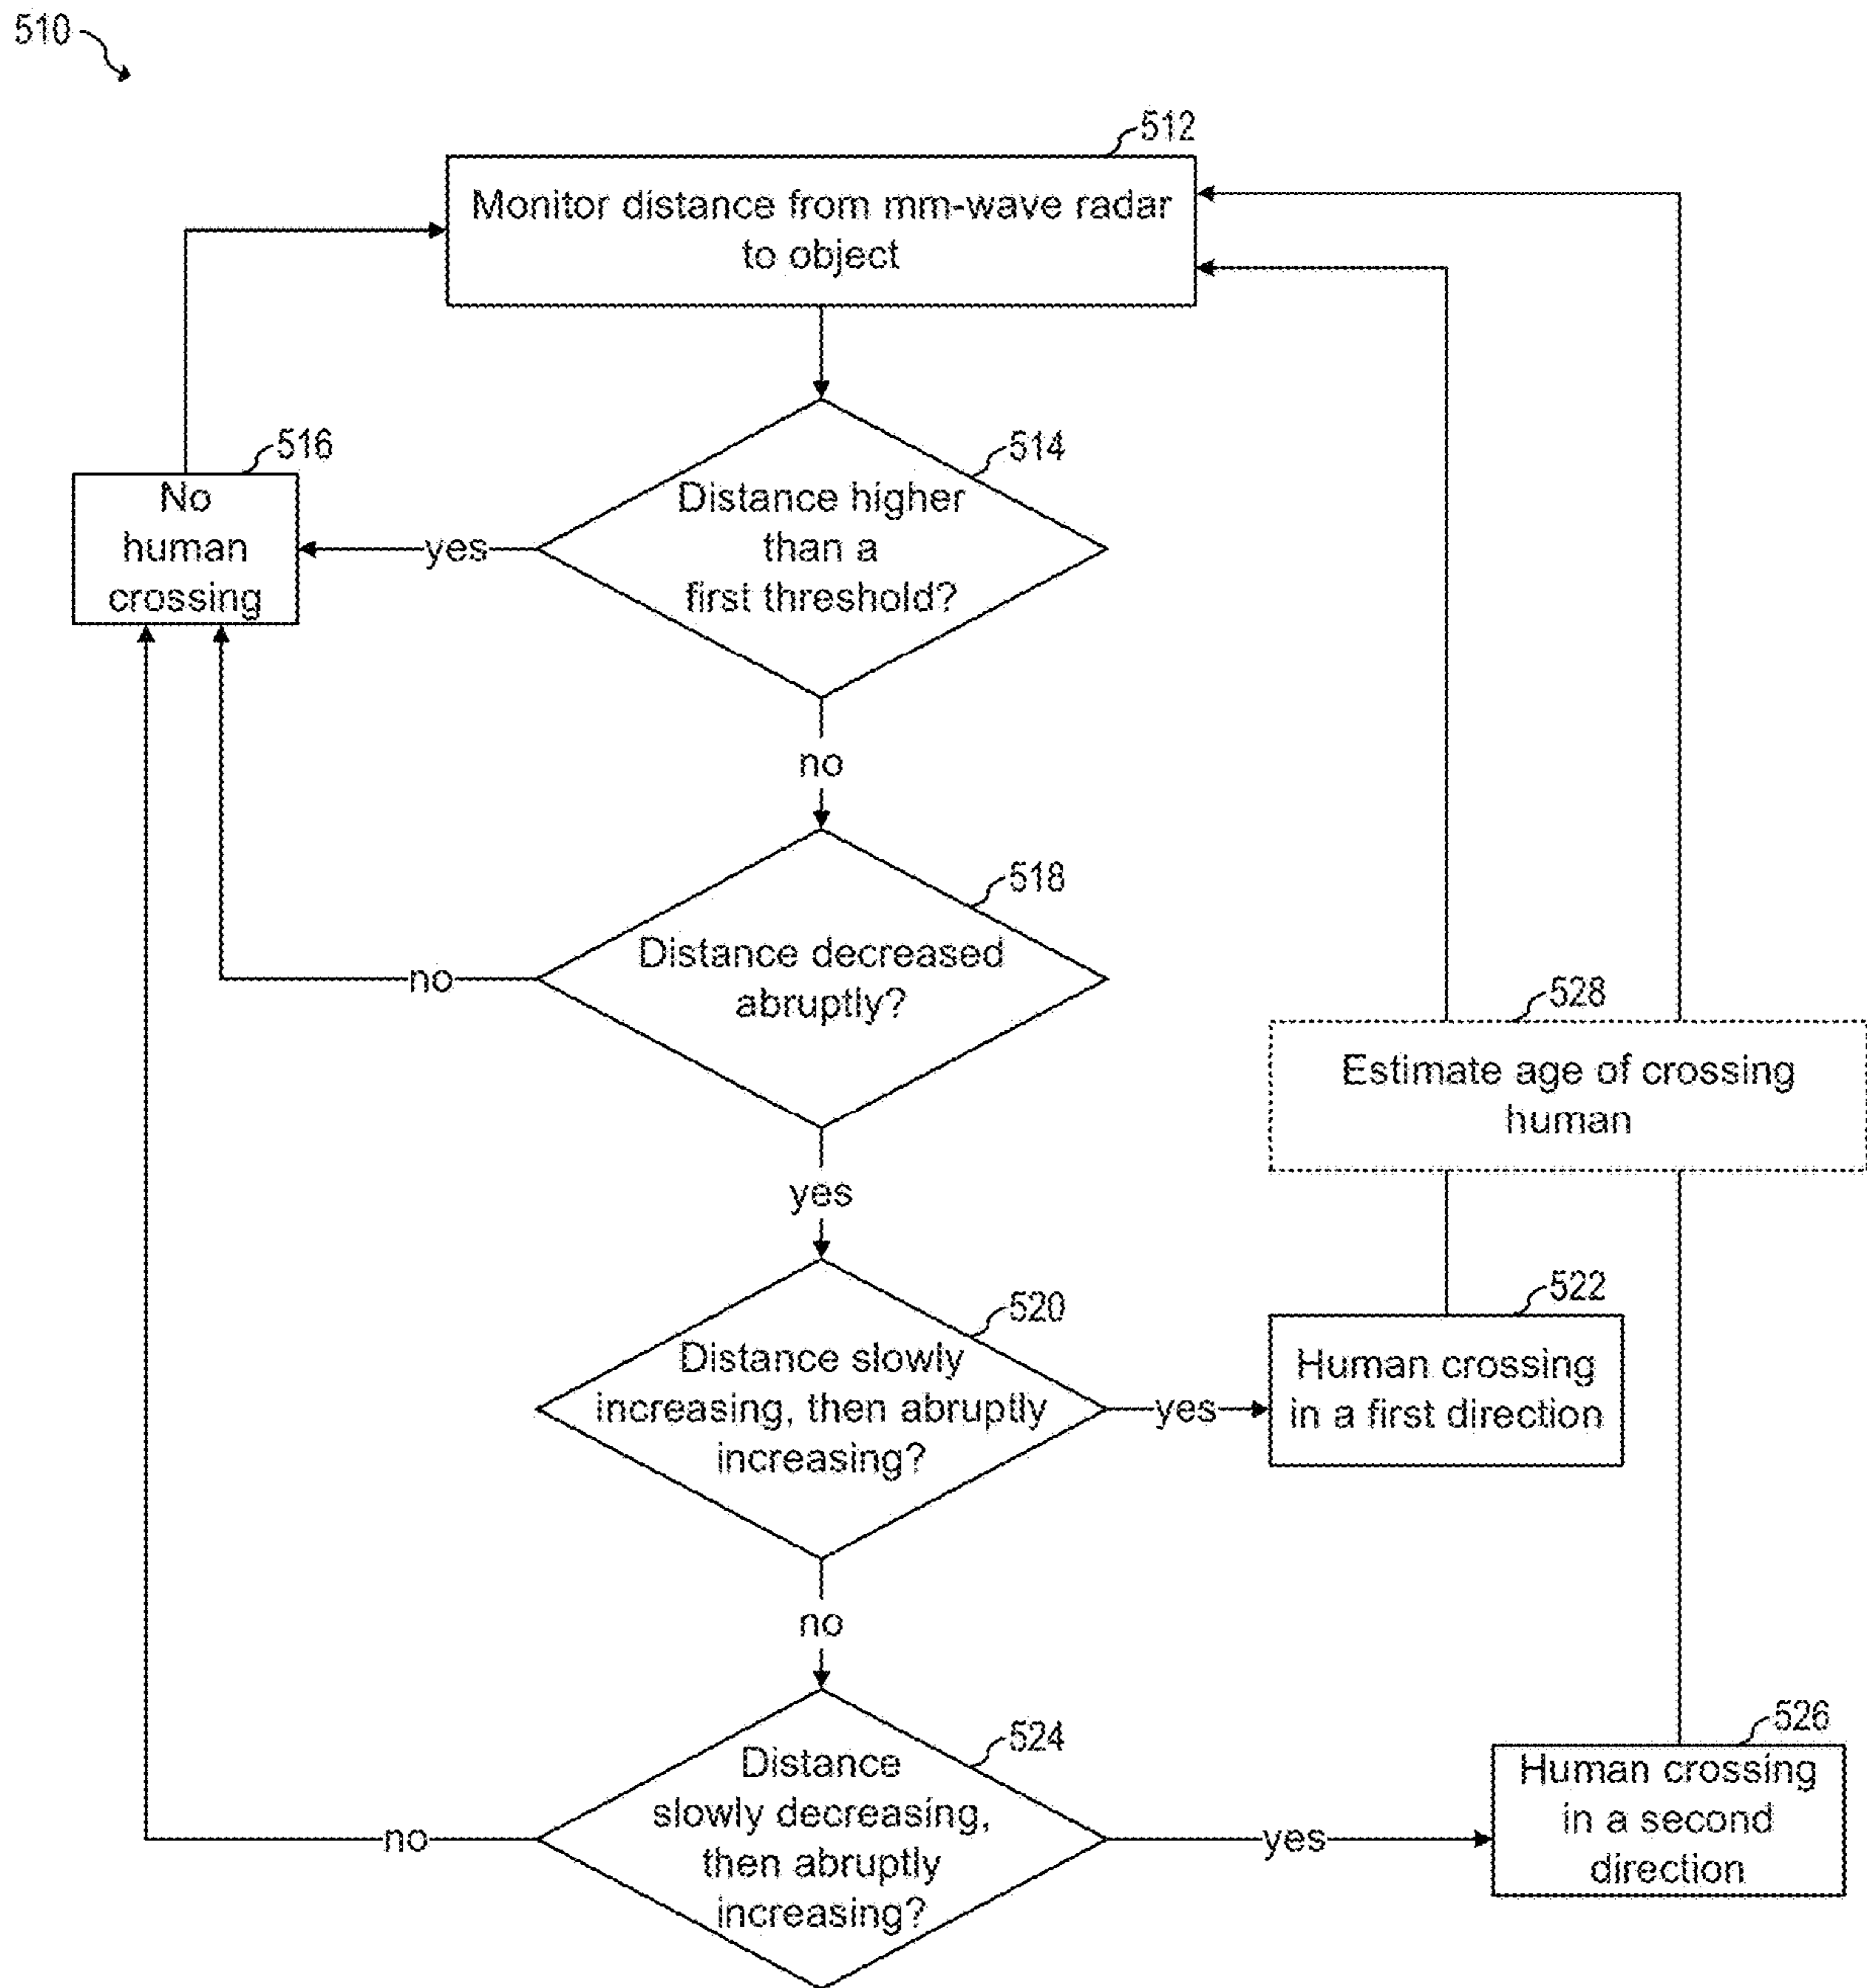 510
512
Monitor distance from mm-wave radar
to object
516
No
human
crossing
514
Distance higher
than a
first threshold?
yes
no
518
Distance decreased
abruptly?
no
yes
528
Estimate age of crossing
human
520
Distance slowly
increasing, then abruptly
increasing?
yes
522
Human crossing
in a first direction
no
524
Distance
slowly decreasing,
then abruptly
increasing?
no
yes
526
Human crossing
in a second
direction